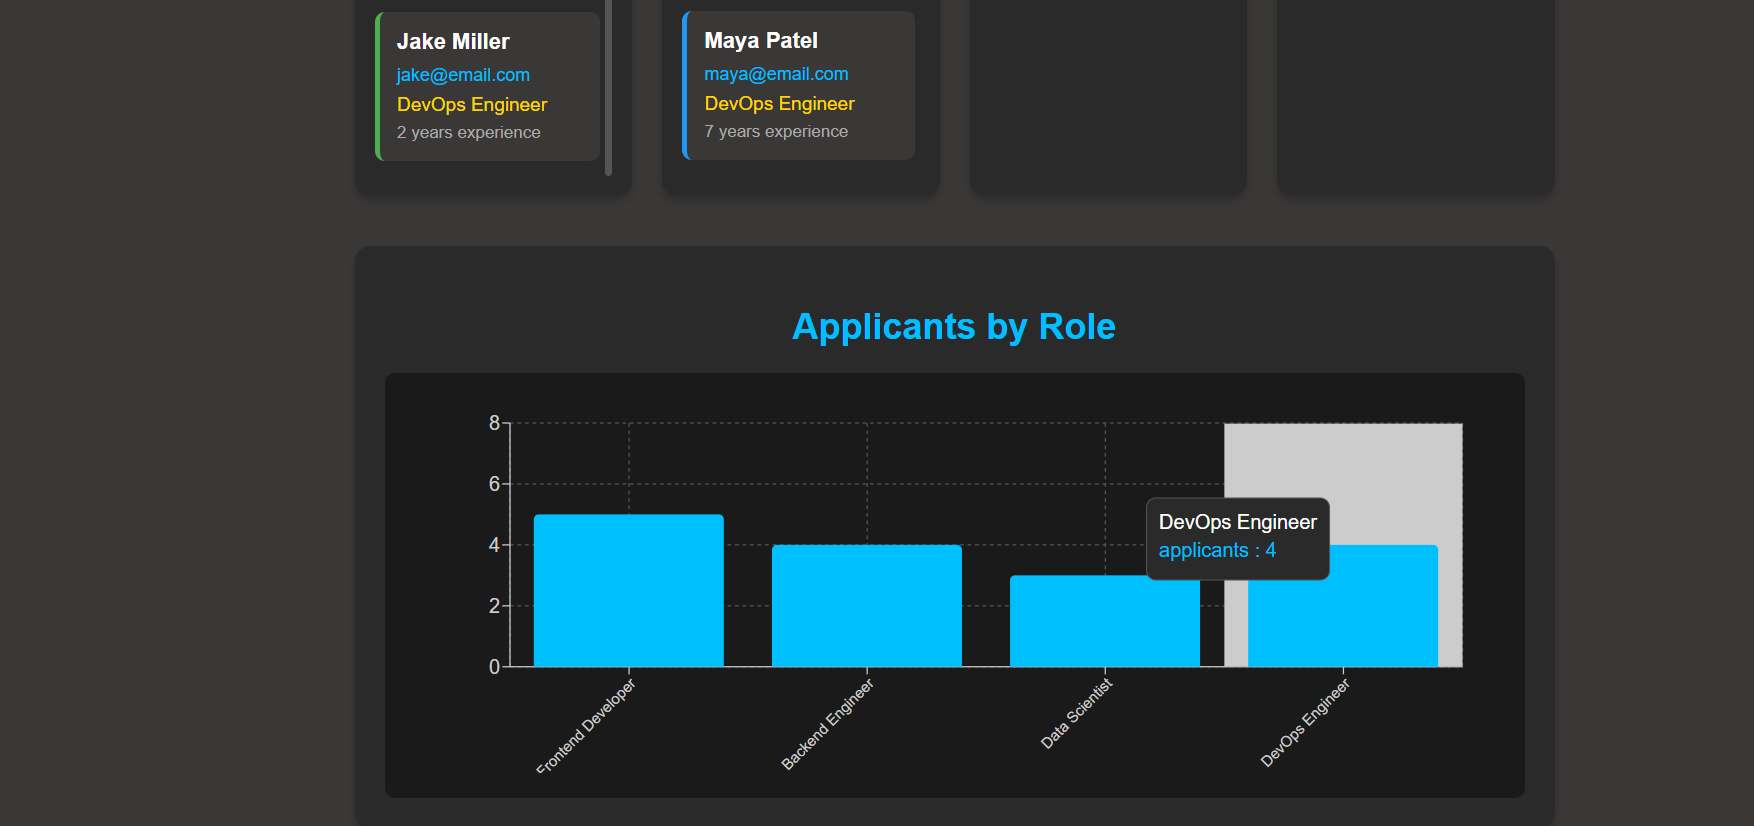 Jake Miller
jake@email.com
DevOps Engineer
2 years experience
Maya Patel
maya@email.com
DevOps Engineer
7 years experience
Applicants by Role
8
6
4
2
0
DevOps Engineer
applicants : 4
Frontend Developer
Backend Engineer
Data Scientist
DevOps Engineer